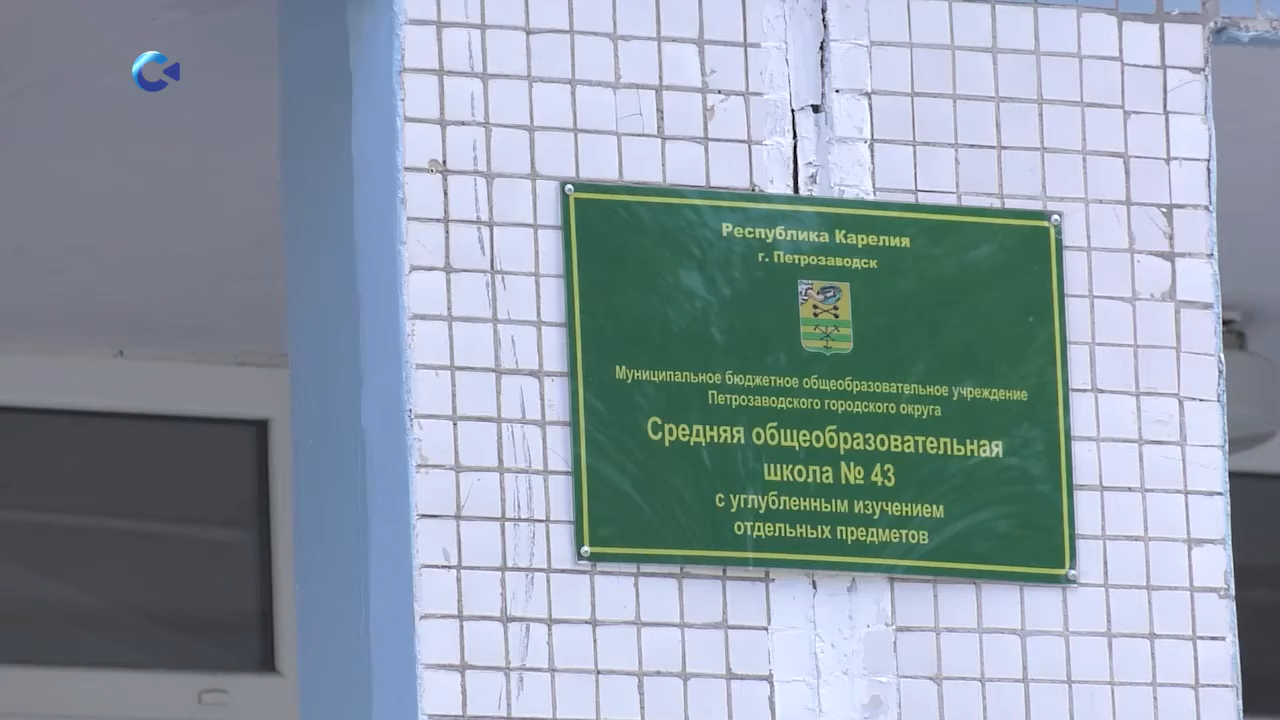 Республика Карелия
г. Петрозаводск
Муниципальное бюджетное общеобразовательное учреждение
Петрозаводского городского округа
Средняя общеобразовательная
школа № 43
с углубленным изучением
отдельных предметов